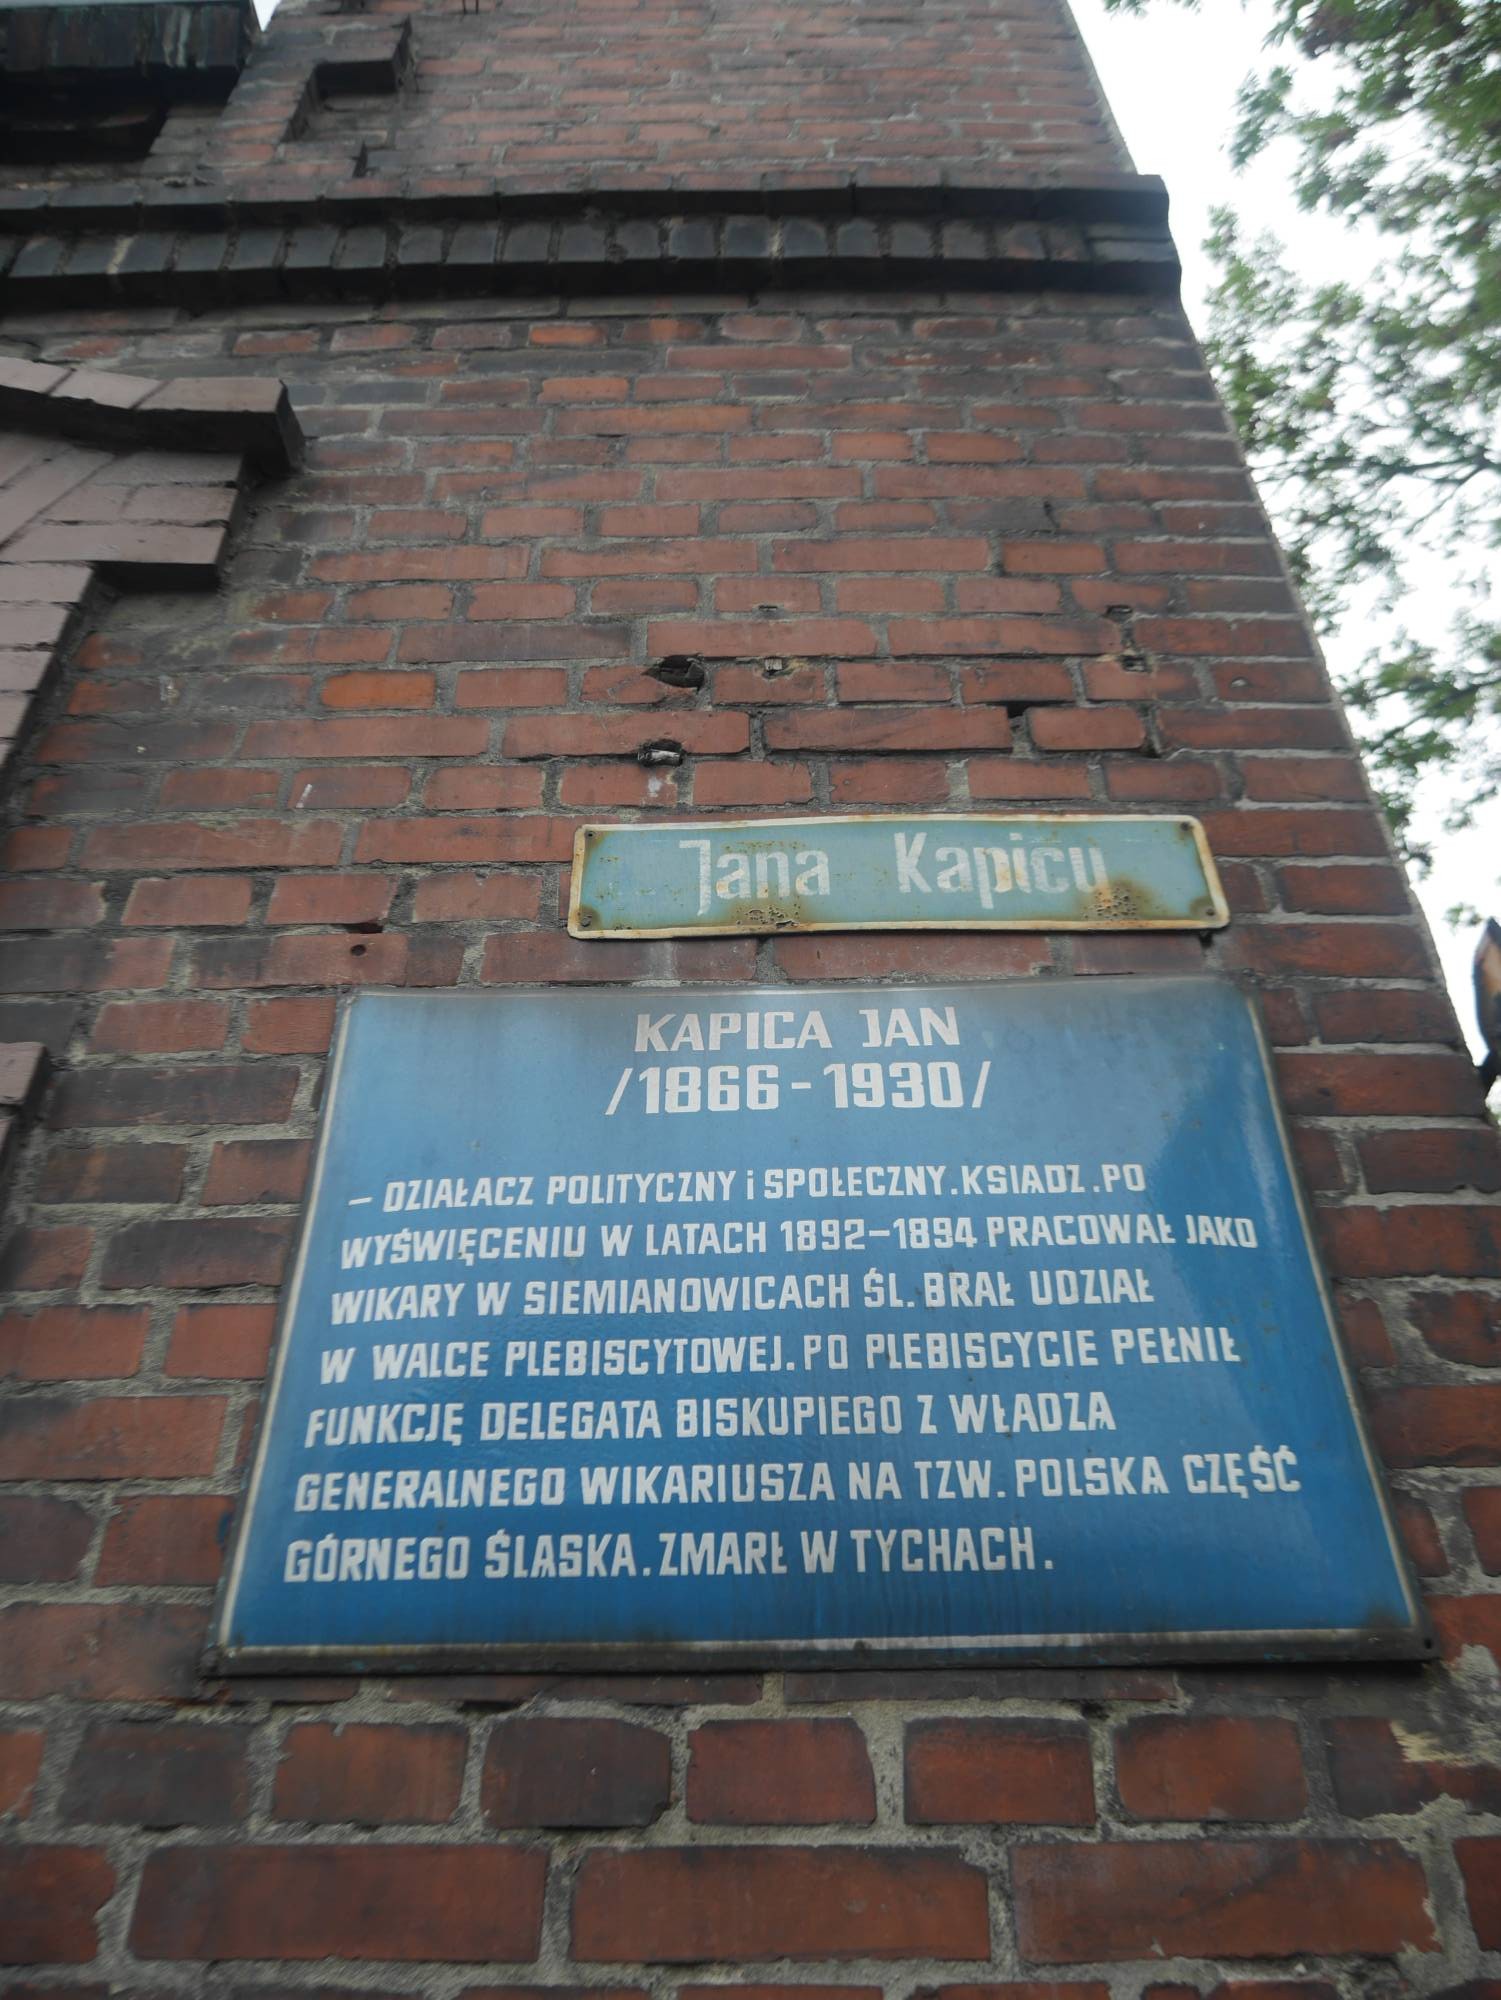 Jana Kapicy
KAPICA JAN
/1866-1930/
- DZIAŁACZ POLITYCZNY i SPOŁECZNY.KSIADZ.PO
WYŚWIĘCENIU W LATACH 1892-1894 PRACOWAŁ JAKO
WIKARY W SIEMIANOWICACH ŚL. BRAŁ UDZIAŁ
W WALCE PLEBISCYTOWEJ.PO PLEBISCYCIE PEŁNIŁ
FUNKCJĘ DELEGATA BISKUPIEGO Z WŁADZA
GENERALNEGO WIKARIUSZA NA TZW. POLSKA CZĘŚĆ
GÓRNEGO ŚLASKA.ZMARŁ W TYCHACH.